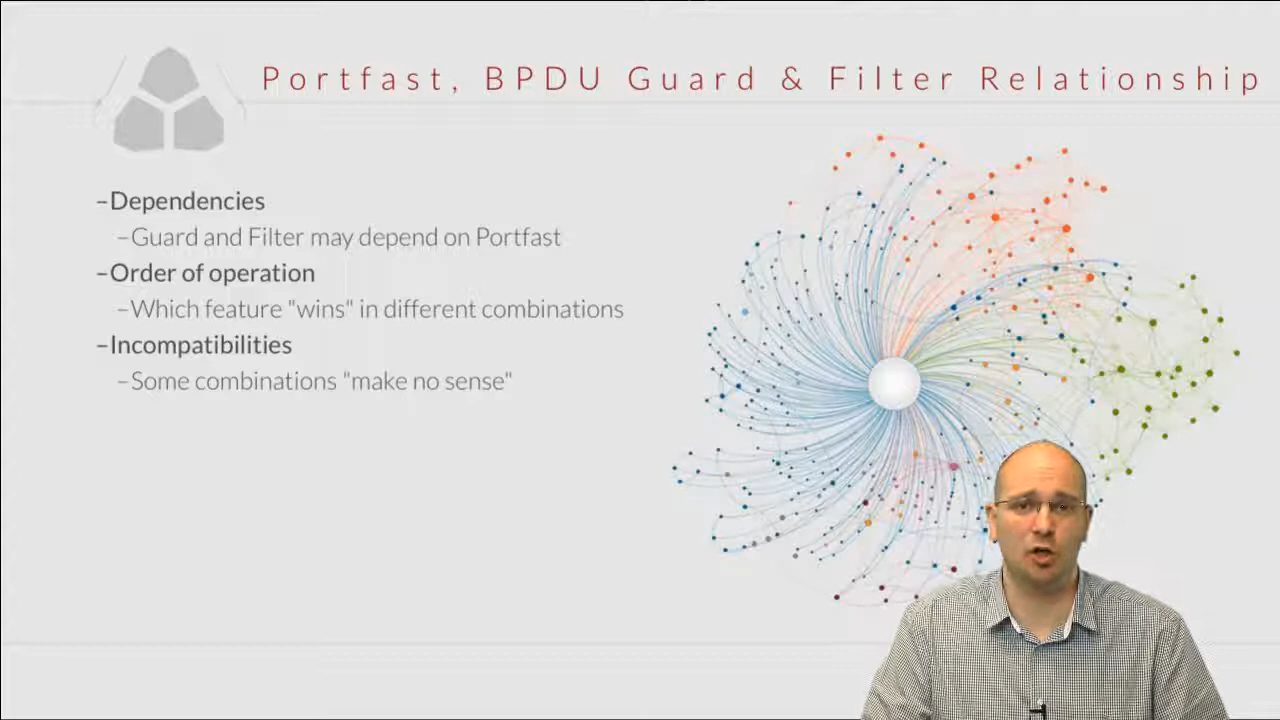 Portfast, BPDU Guard & Filter Relationship
–Dependencies
–Guard and Filter may depend on Portfast
–Order of operation
–Which feature "wins" in different combinations
–Incompatibilities
–Some combinations "make no sense"